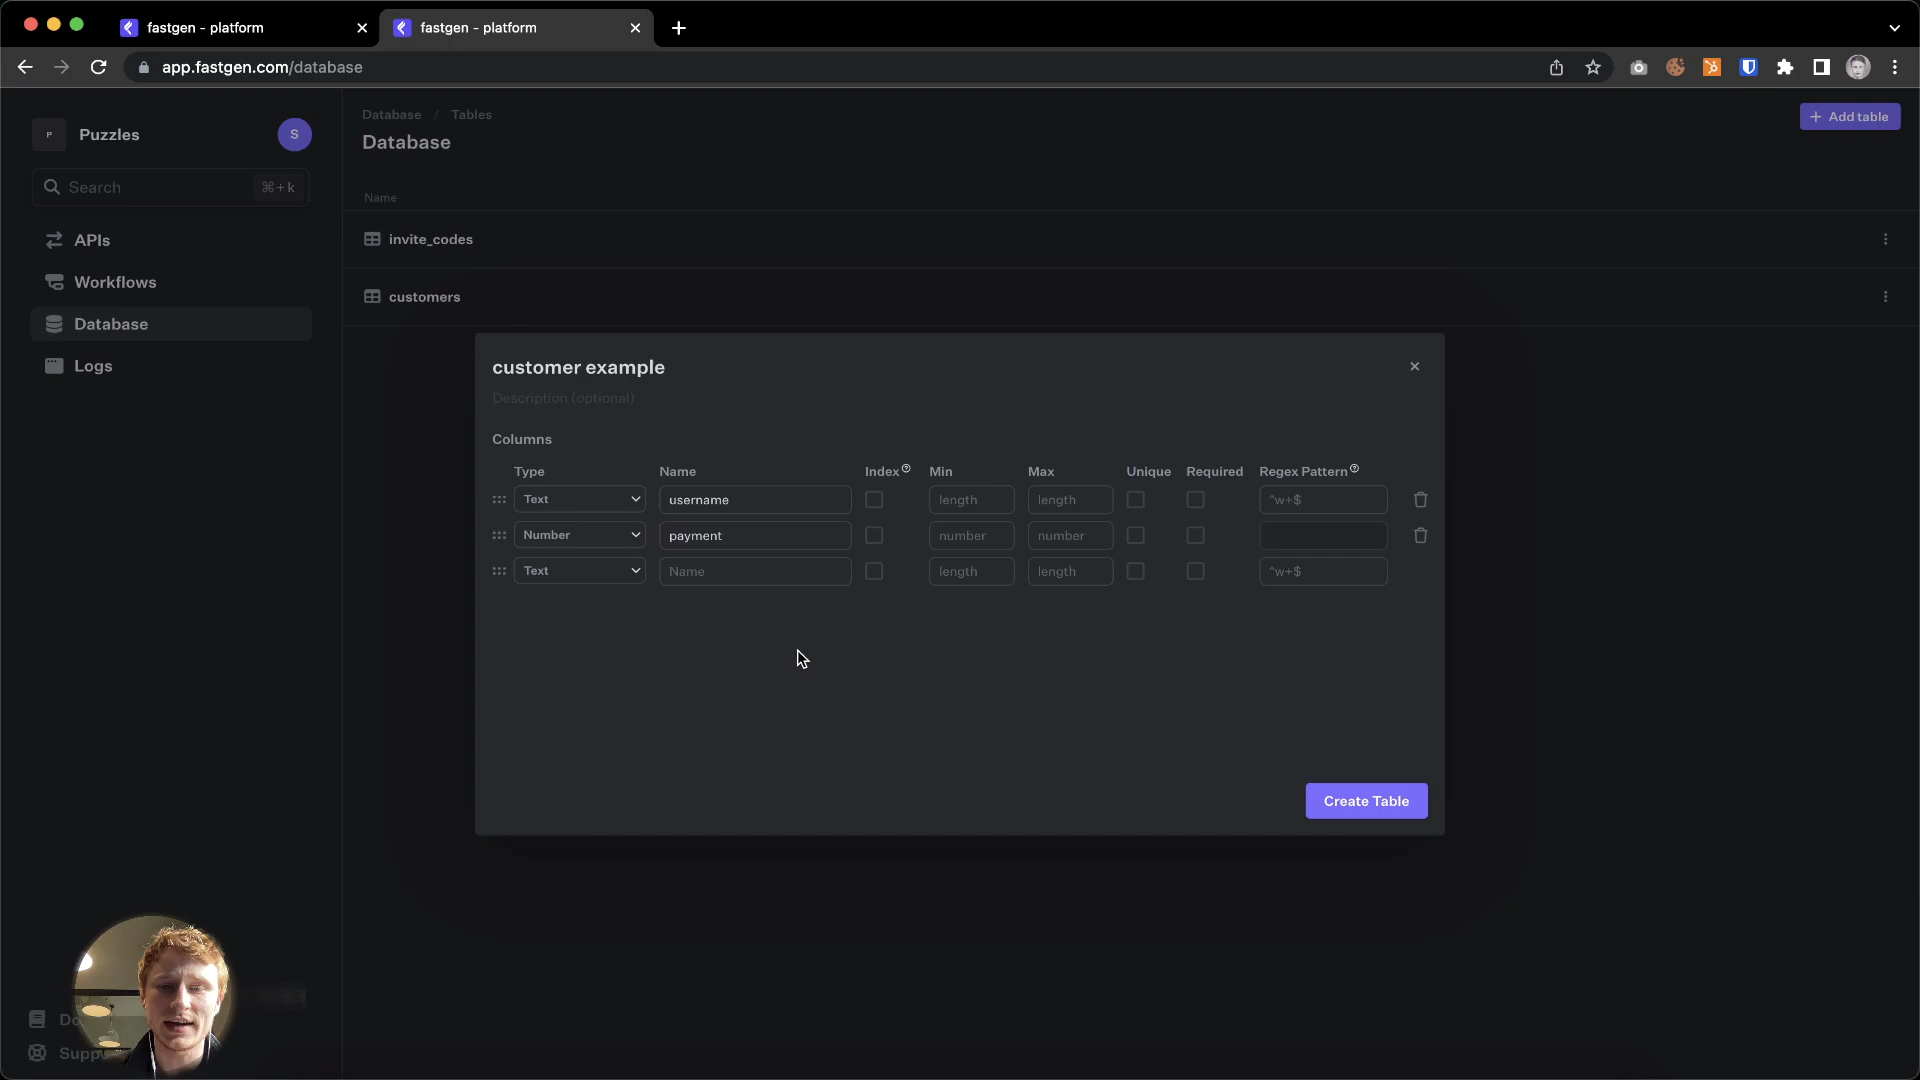 fastgen - platform
fastgen - platform
app.fastgen.com/database
P
Puzzles
S
Search
⌘+k
APIs
Workflows
Database
Logs
Database / Tables
Database
+ Add table
Name
invite_codes
customers
customer example
Description (optional)
Columns
Type Name Index Min Max Unique Required Regex Pattern
Text username length length ^w+$
Number payment number number
Text Name length length ^w+$
Create Table